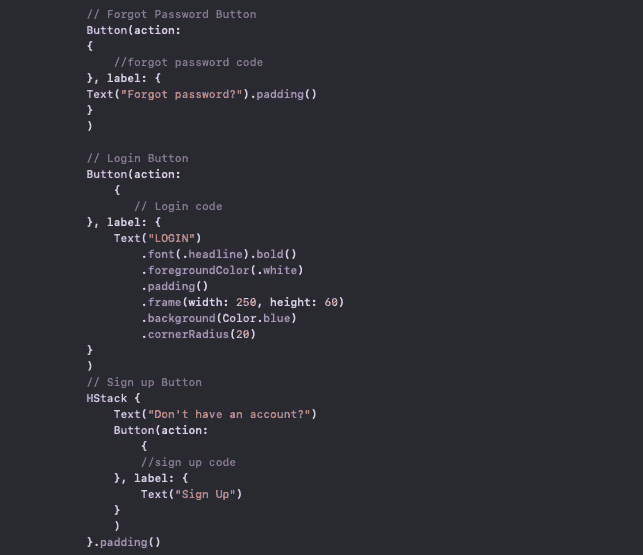 // Forgot Password Button
Button(action:
{
//forgot password code
}, label: {
Text("Forgot password?").padding()
}
)
// Login Button
Button(action:
{
// Login code
}, label: {
Text("LOGIN")
.font(.headline).bold()
.foregroundColor(.white)
.padding()
.frame(width: 250, height: 60)
.background(Color.blue)
.cornerRadius(20)
}
)
// Sign up Button
HStack {
Text("Don't have an account?")
Button(action:
{
//sign up code
}, label: {
Text("Sign Up")
}
)
}.padding()